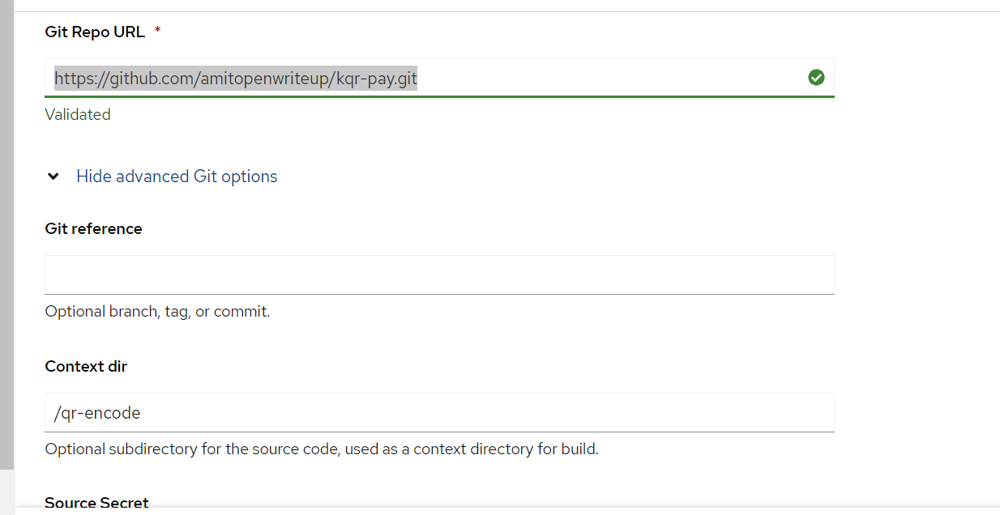 Git Repo URL *
https://github.com/amitopenwriteup/kqr-pay.git
Validated
Hide advanced Git options
Git reference
Optional branch, tag, or commit.
Context dir
/qr-encode
Optional subdirectory for the source code, used as a context directory for build.
Source Secret